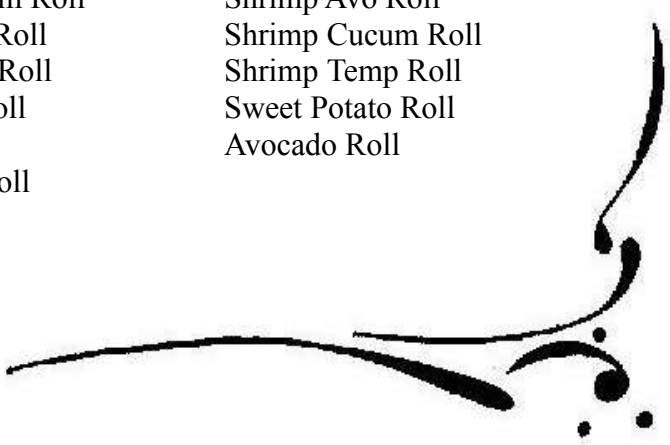 Roll
Shrimp Avo Roll
Roll
Shrimp Cucum Roll
Roll
Shrimp Temp Roll
Sweet Potato Roll
Avocado Roll